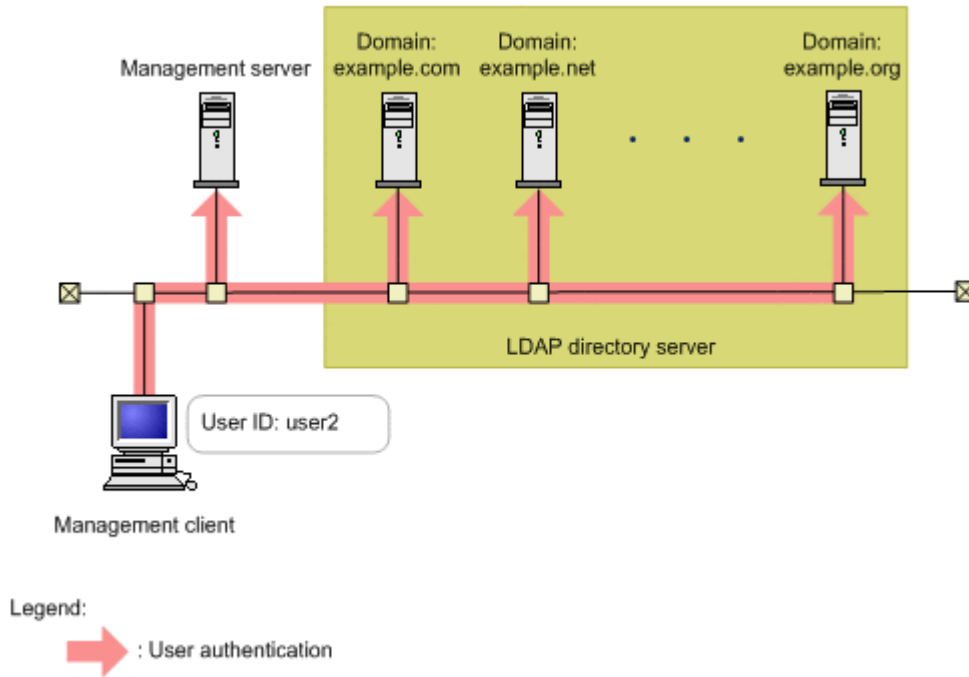 Management server
Domain:
example.com
Domain:
example.net
Domain:
example.org
. . .
LDAP directory server
User ID: user2
Management client
Legend:
: User authentication